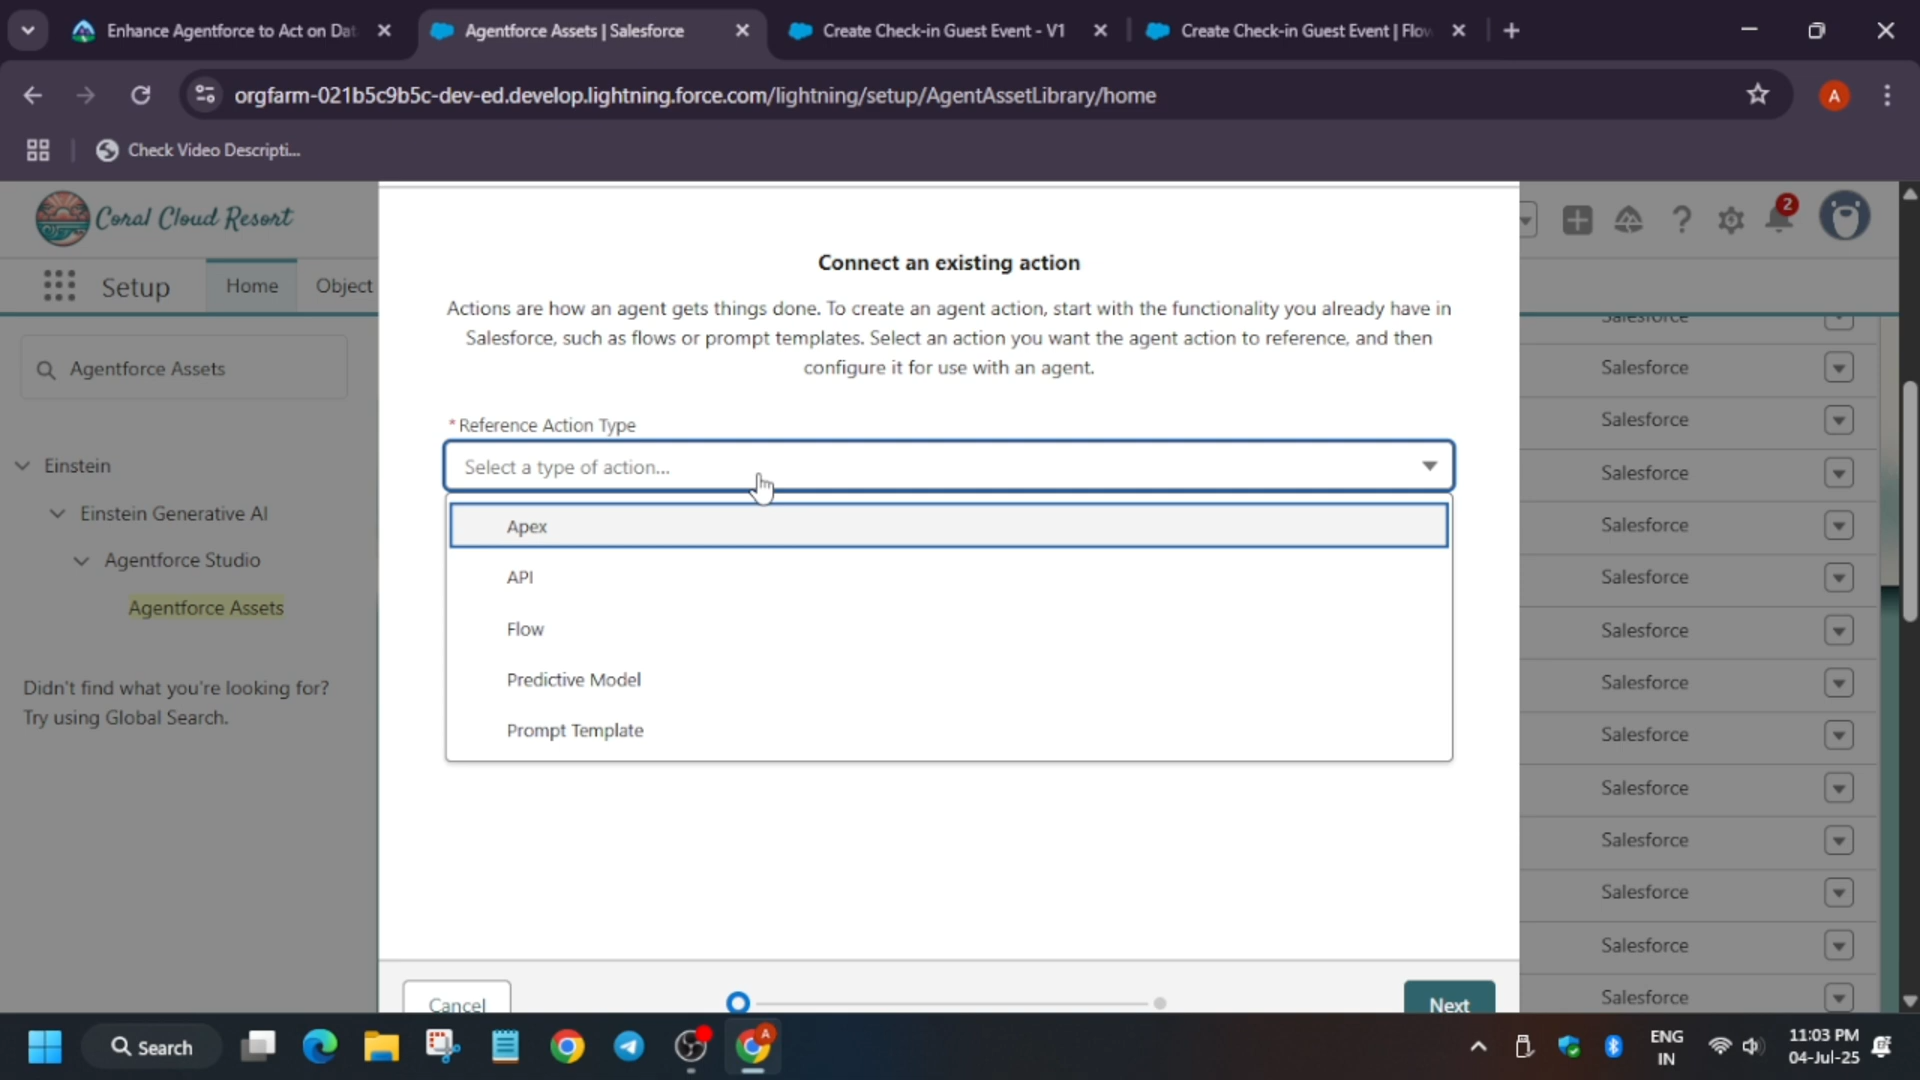 Enhance Agentforce to Act on Dat
Agentforce Assets | Salesforce
Create Check-in Guest Event - V1
Create Check-in Guest Event | Flow
orgfarm-021b5c9b5c-dev-ed.develop.lightning.force.com/lightning/setup/AgentAssetLibrary/home
A
Check Video Descripti...
Coral Cloud Resort
2
Setup
Home
Object
Agentforce Assets
Einstein
Einstein Generative AI
Agentforce Studio
Agentforce Assets
Didn't find what you're looking for?
Try using Global Search.
Connect an existing action
Actions are how an agent gets things done. To create an agent action, start with the functionality you already have in
Salesforce, such as flows or prompt templates. Select an action you want the agent action to reference, and then
configure it for use with an agent.
* Reference Action Type
Select a type of action...
Apex
API
Flow
Predictive Model
Prompt Template
Cancel
Next
Salesforce
Salesforce
Salesforce
Salesforce
Salesforce
Salesforce
Salesforce
Salesforce
Salesforce
Salesforce
Salesforce
Salesforce
Salesforce
Salesforce
Search
A
ENG
IN
11:03 PM
04-Jul-25